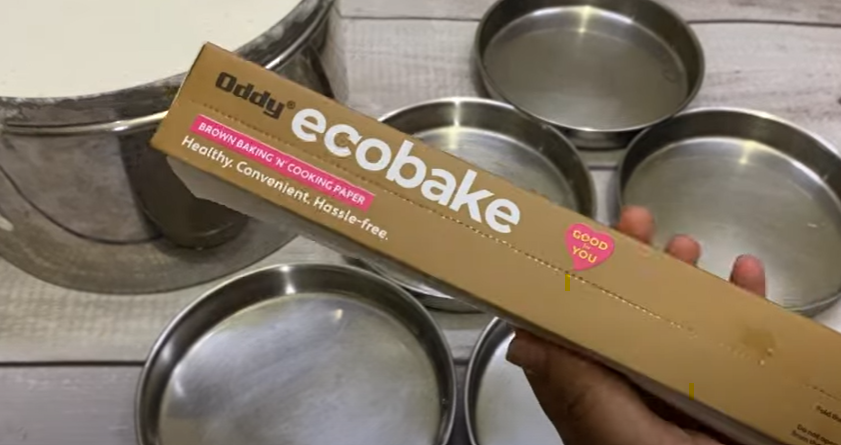 Oddy®
ecobake
BROWN BAKING 'N' COOKING PAPER
Healthy. Convenient. Hassle-free.
GOOD
for
YOU